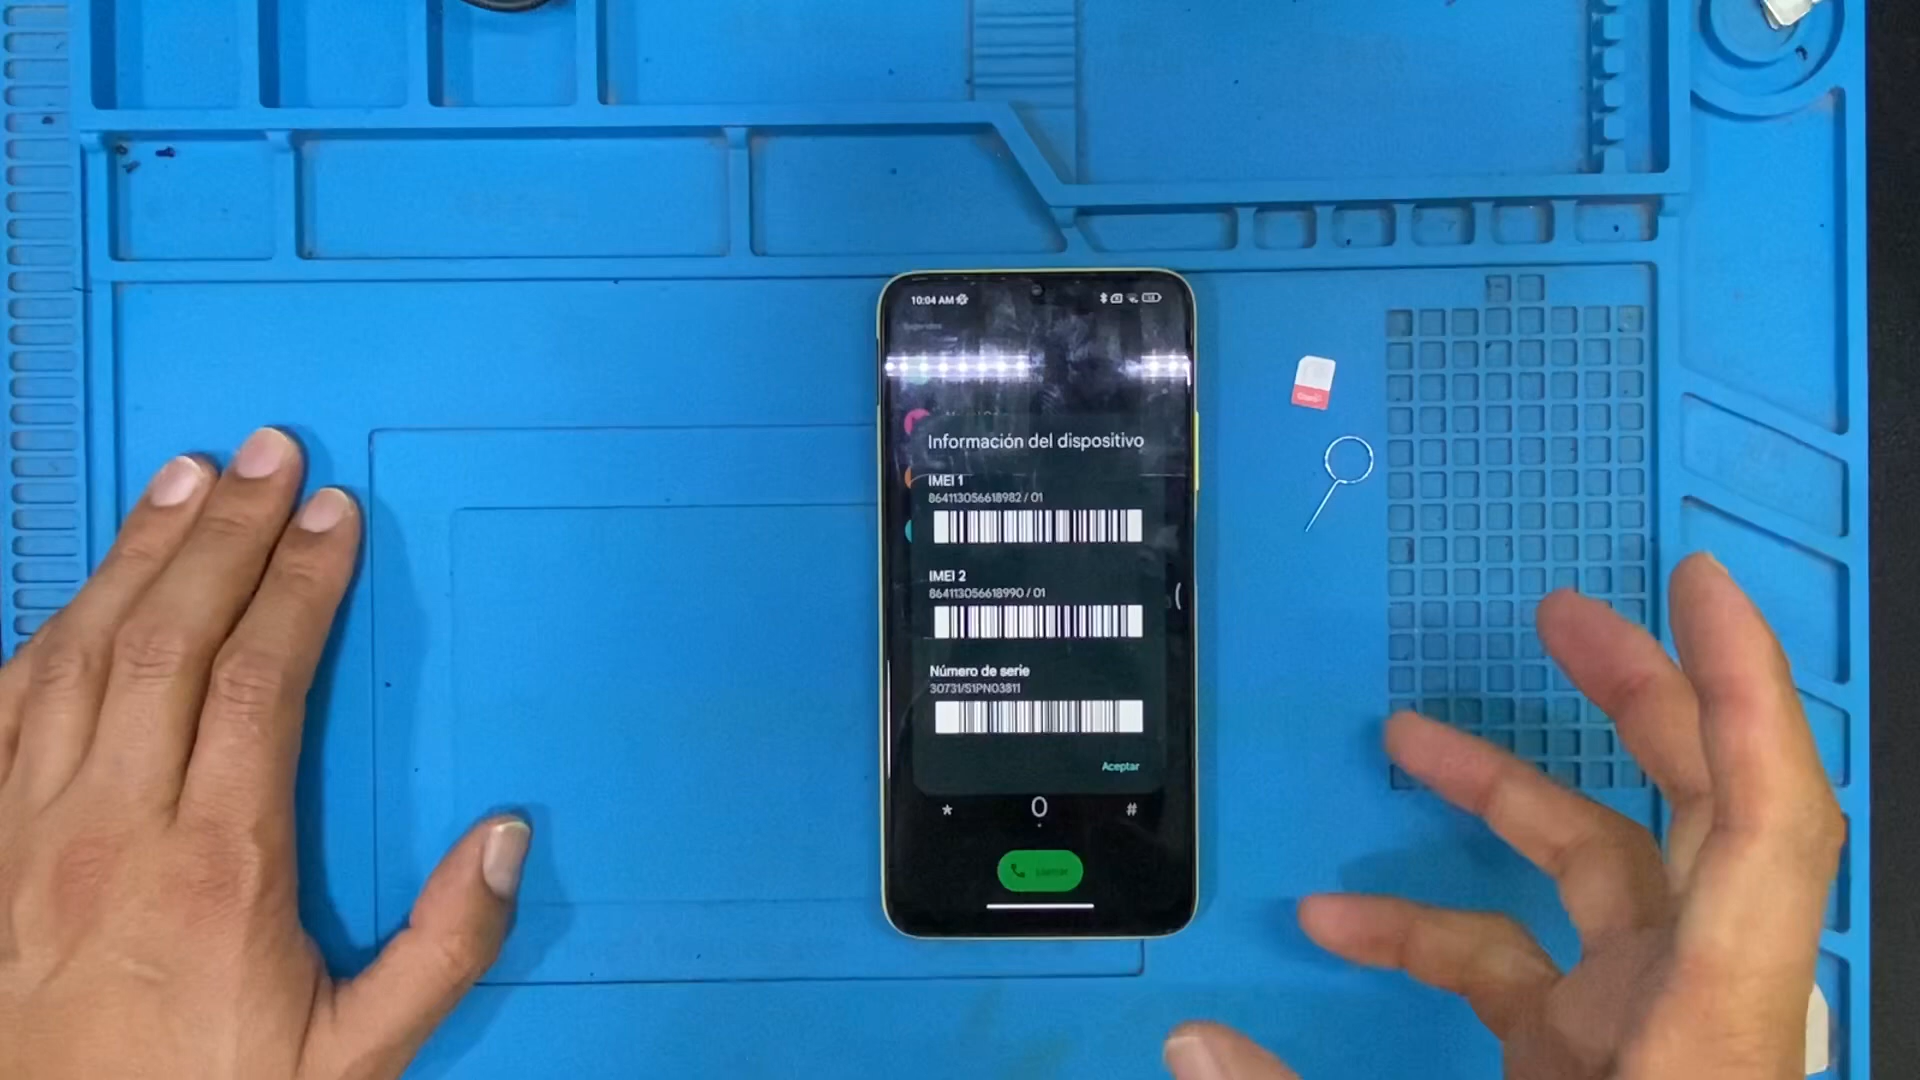 10:04 AM
Información del dispositivo
IMEI 1
864113056618982 / 01
IMEI 2
864113056618990 / 01
Número de serie
30731/S1PN03811
Aceptar
* 0 #